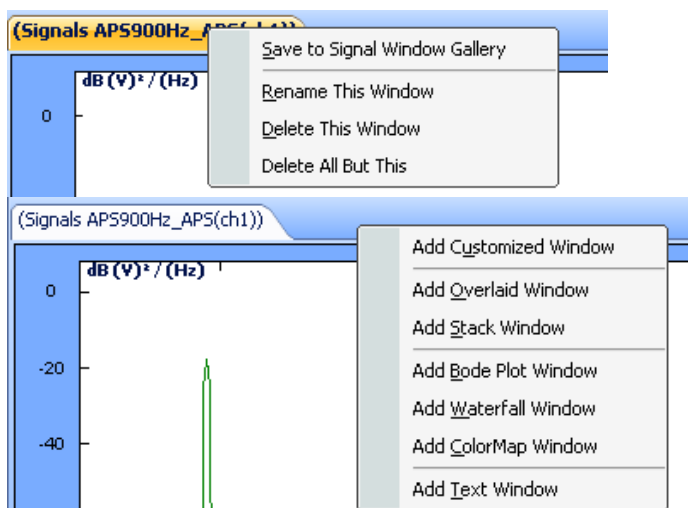 (Signals APS900Hz_APS(ch1))
Save to Signal Window Gallery
dB (V)² / (Hz)
Rename This Window
0
Delete This Window
Delete All But This
(Signals APS900Hz_APS(ch1))
Add Customized Window
dB (V)² / (Hz)
0
Add Overlaid Window
Add Stack Window
-20
Add Bode Plot Window
Add Waterfall Window
-40
Add ColorMap Window
Add Text Window